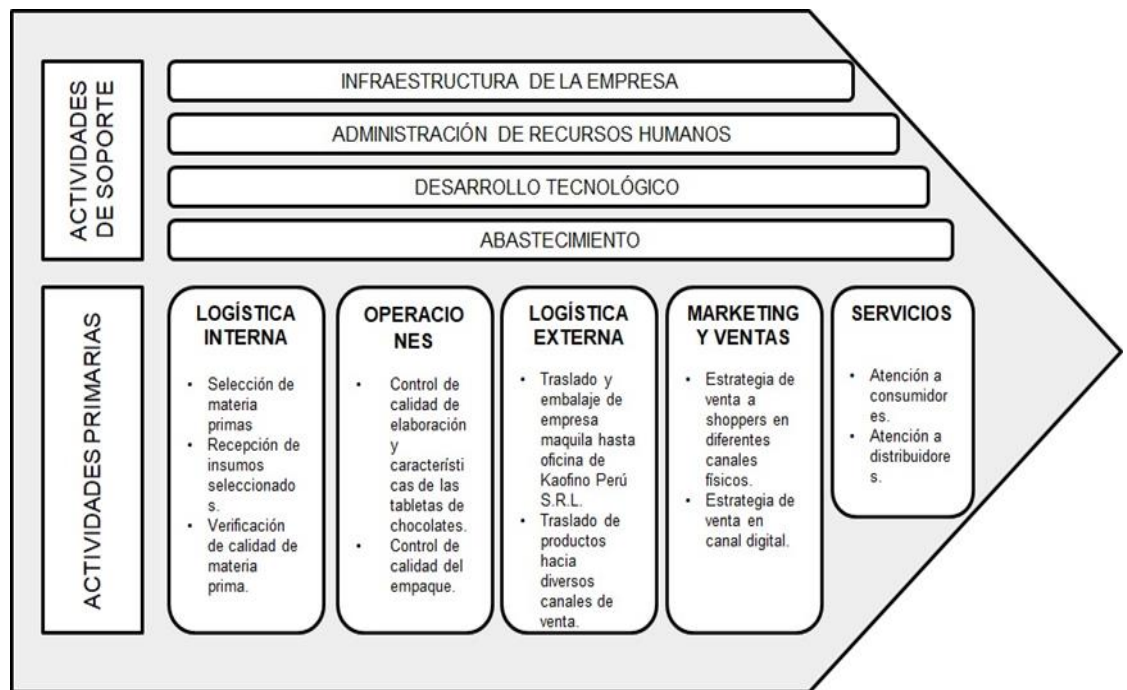 ACTIVIDADES
DE SOPORTE
INFRAESTRUCTURA DE LA EMPRESA
ADMINISTRACIÓN DE RECURSOS HUMANOS
DESARROLLO TECNOLÓGICO
ABASTECIMIENTO
ACTIVIDADES PRIMARIAS
LOGÍSTICA
INTERNA
• Selección de
materia
primas
• Recepción de
insumos
seleccionado
s.
• Verificación
de calidad de
materia
prima.
OPERACIO
NES
• Control de
calidad de
elaboración
y
característi
cas de las
tabletas de
chocolates.
• Control de
calidad del
empaque.
LOGÍSTICA
EXTERNA
• Traslado y
embalaje de
empresa
maquila hasta
oficina de
Kaofino Perú
S.R.L.
• Traslado de
productos
hacia
diversos
canales de
venta.
MARKETING
Y VENTAS
• Estrategia de
venta a
shoppers en
diferentes
canales
físicos.
• Estrategia de
venta en
canal digital.
SERVICIOS
• Atención a
consumidor
es.
• Atención a
distribuidore
s.